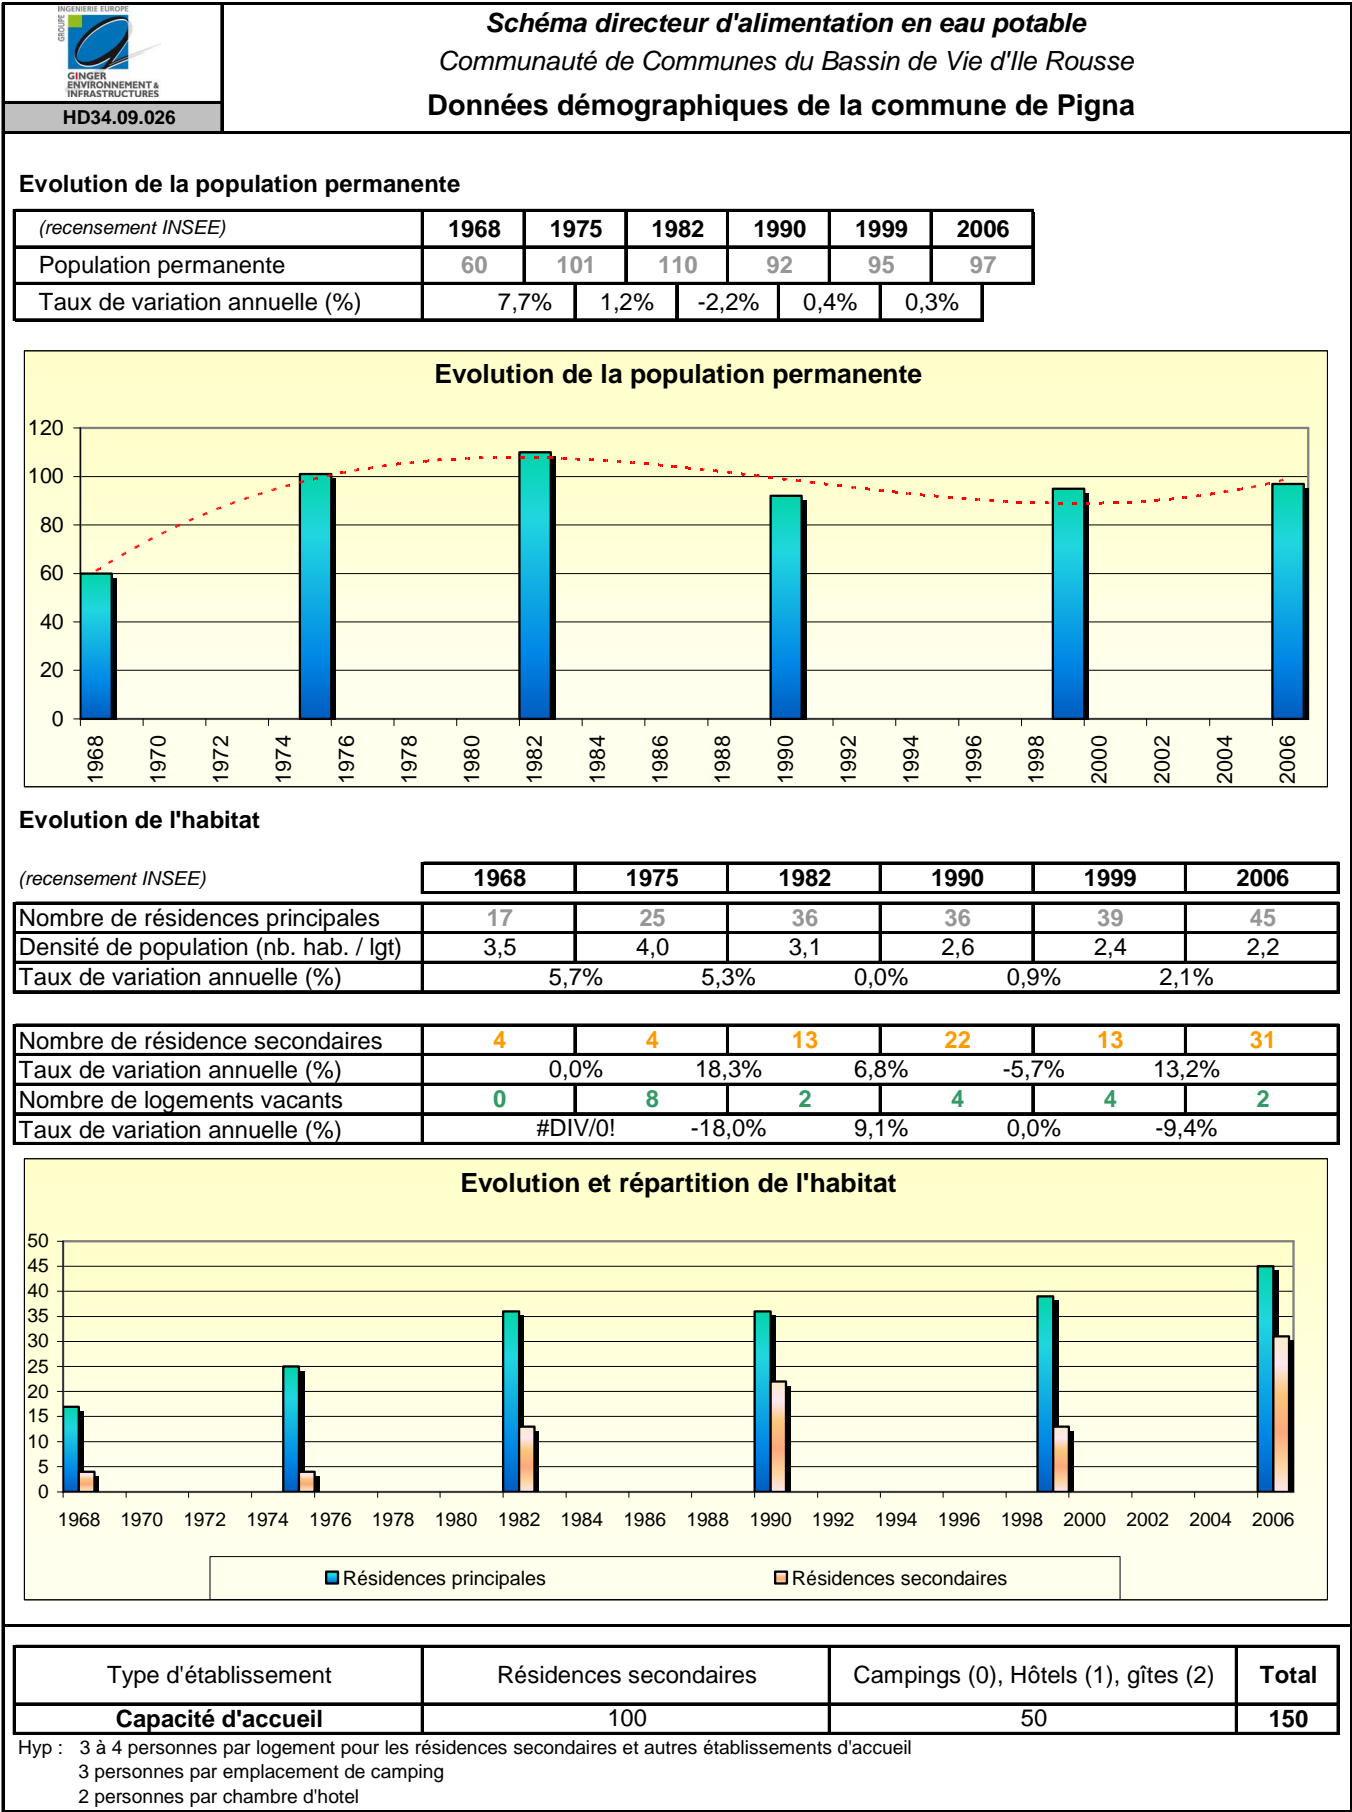 GROUPE
INGENIERIE EUROPE
GINGER
ENVIRONNEMENT &
INFRASTRUCTURES
HD34.09.026
Schéma directeur d'alimentation en eau potable
Communauté de Communes du Bassin de Vie d'Ile Rousse
Données démographiques de la commune de Pigna
Evolution de la population permanente
(recensement INSEE) 1968 1975 1982 1990 1999 2006
Population permanente 60 101 110 92 95 97
Taux de variation annuelle (%) 7,7% 1,2% -2,2% 0,4% 0,3%
Evolution de la population permanente
120
100
80
60
40
20
0
1968 1970 1972 1974 1976 1978 1980 1982 1984 1986 1988 1990 1992 1994 1996 1998 2000 2002 2004 2006
Evolution de l'habitat
(recensement INSEE) 1968 1975 1982 1990 1999 2006
Nombre de résidences principales 17 25 36 36 39 45
Densité de population (nb. hab. / lgt) 3,5 4,0 3,1 2,6 2,4 2,2
Taux de variation annuelle (%) 5,7% 5,3% 0,0% 0,9% 2,1%
Nombre de résidence secondaires 4 4 13 22 13 31
Taux de variation annuelle (%) 0,0% 18,3% 6,8% -5,7% 13,2%
Nombre de logements vacants 0 8 2 4 4 2
Taux de variation annuelle (%) #DIV/0! -18,0% 9,1% 0,0% -9,4%
Evolution et répartition de l'habitat
50
45
40
35
30
25
20
15
10
5
0
1968 1970 1972 1974 1976 1978 1980 1982 1984 1986 1988 1990 1992 1994 1996 1998 2000 2002 2004 2006
Résidences principales Résidences secondaires
Type d'établissement Résidences secondaires Campings (0), Hôtels (1), gîtes (2) Total
Capacité d'accueil 100 50 150
Hyp : 3 à 4 personnes par logement pour les résidences secondaires et autres établissements d'accueil
3 personnes par emplacement de camping
2 personnes par chambre d'hotel